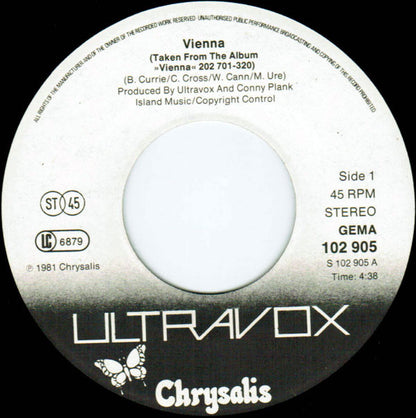 ALL RIGHTS OF THE MANUFACTURER AND OF THE OWNER OF THE RECORDED WORK RESERVED UNAUTHORISED PUBLIC PERFORMANCE BROADCASTING AND COPYING OF THIS RECORD PROHIBITED
Vienna
(Taken From The Album
»Vienna« 202 701-320)
(B. Currie/C. Cross/W. Cann/M. Ure)
Produced By Ultravox And Conny Plank
Island Music/Copyright Control
Side 1
45 RPM
STEREO
GEMA
102 905
S 102 905 A
Time: 4:38
ST 45
LC 6879
℗ 1981 Chrysalis
ULTRAVOX
Chrysalis